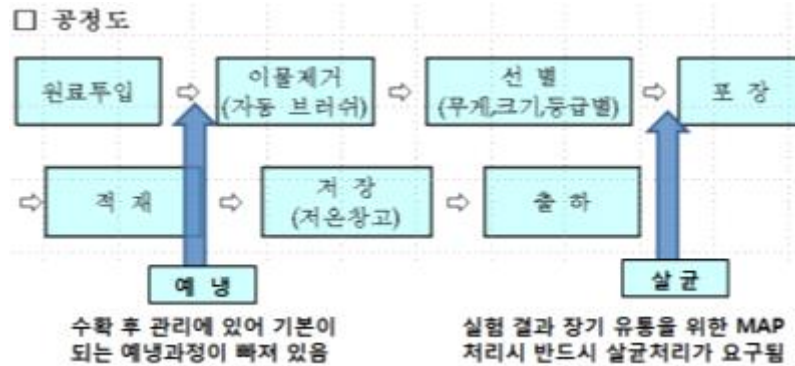 □ 공정도
원료투입 ⇨ 이물제거 ⇨ 선 별 ⇨ 포 장
(자동 브러쉬) (무게,크기,등급별)
⇨ 적 재 ⇨ 저 장 ⇨ 출 하
(저온창고)
예 냉 살 균
수확 후 관리에 있어 기본이
되는 예냉과정이 빠져 있음
실험 결과 장기 유통을 위한 MAP
처리시 반드시 살균처리가 요구됨